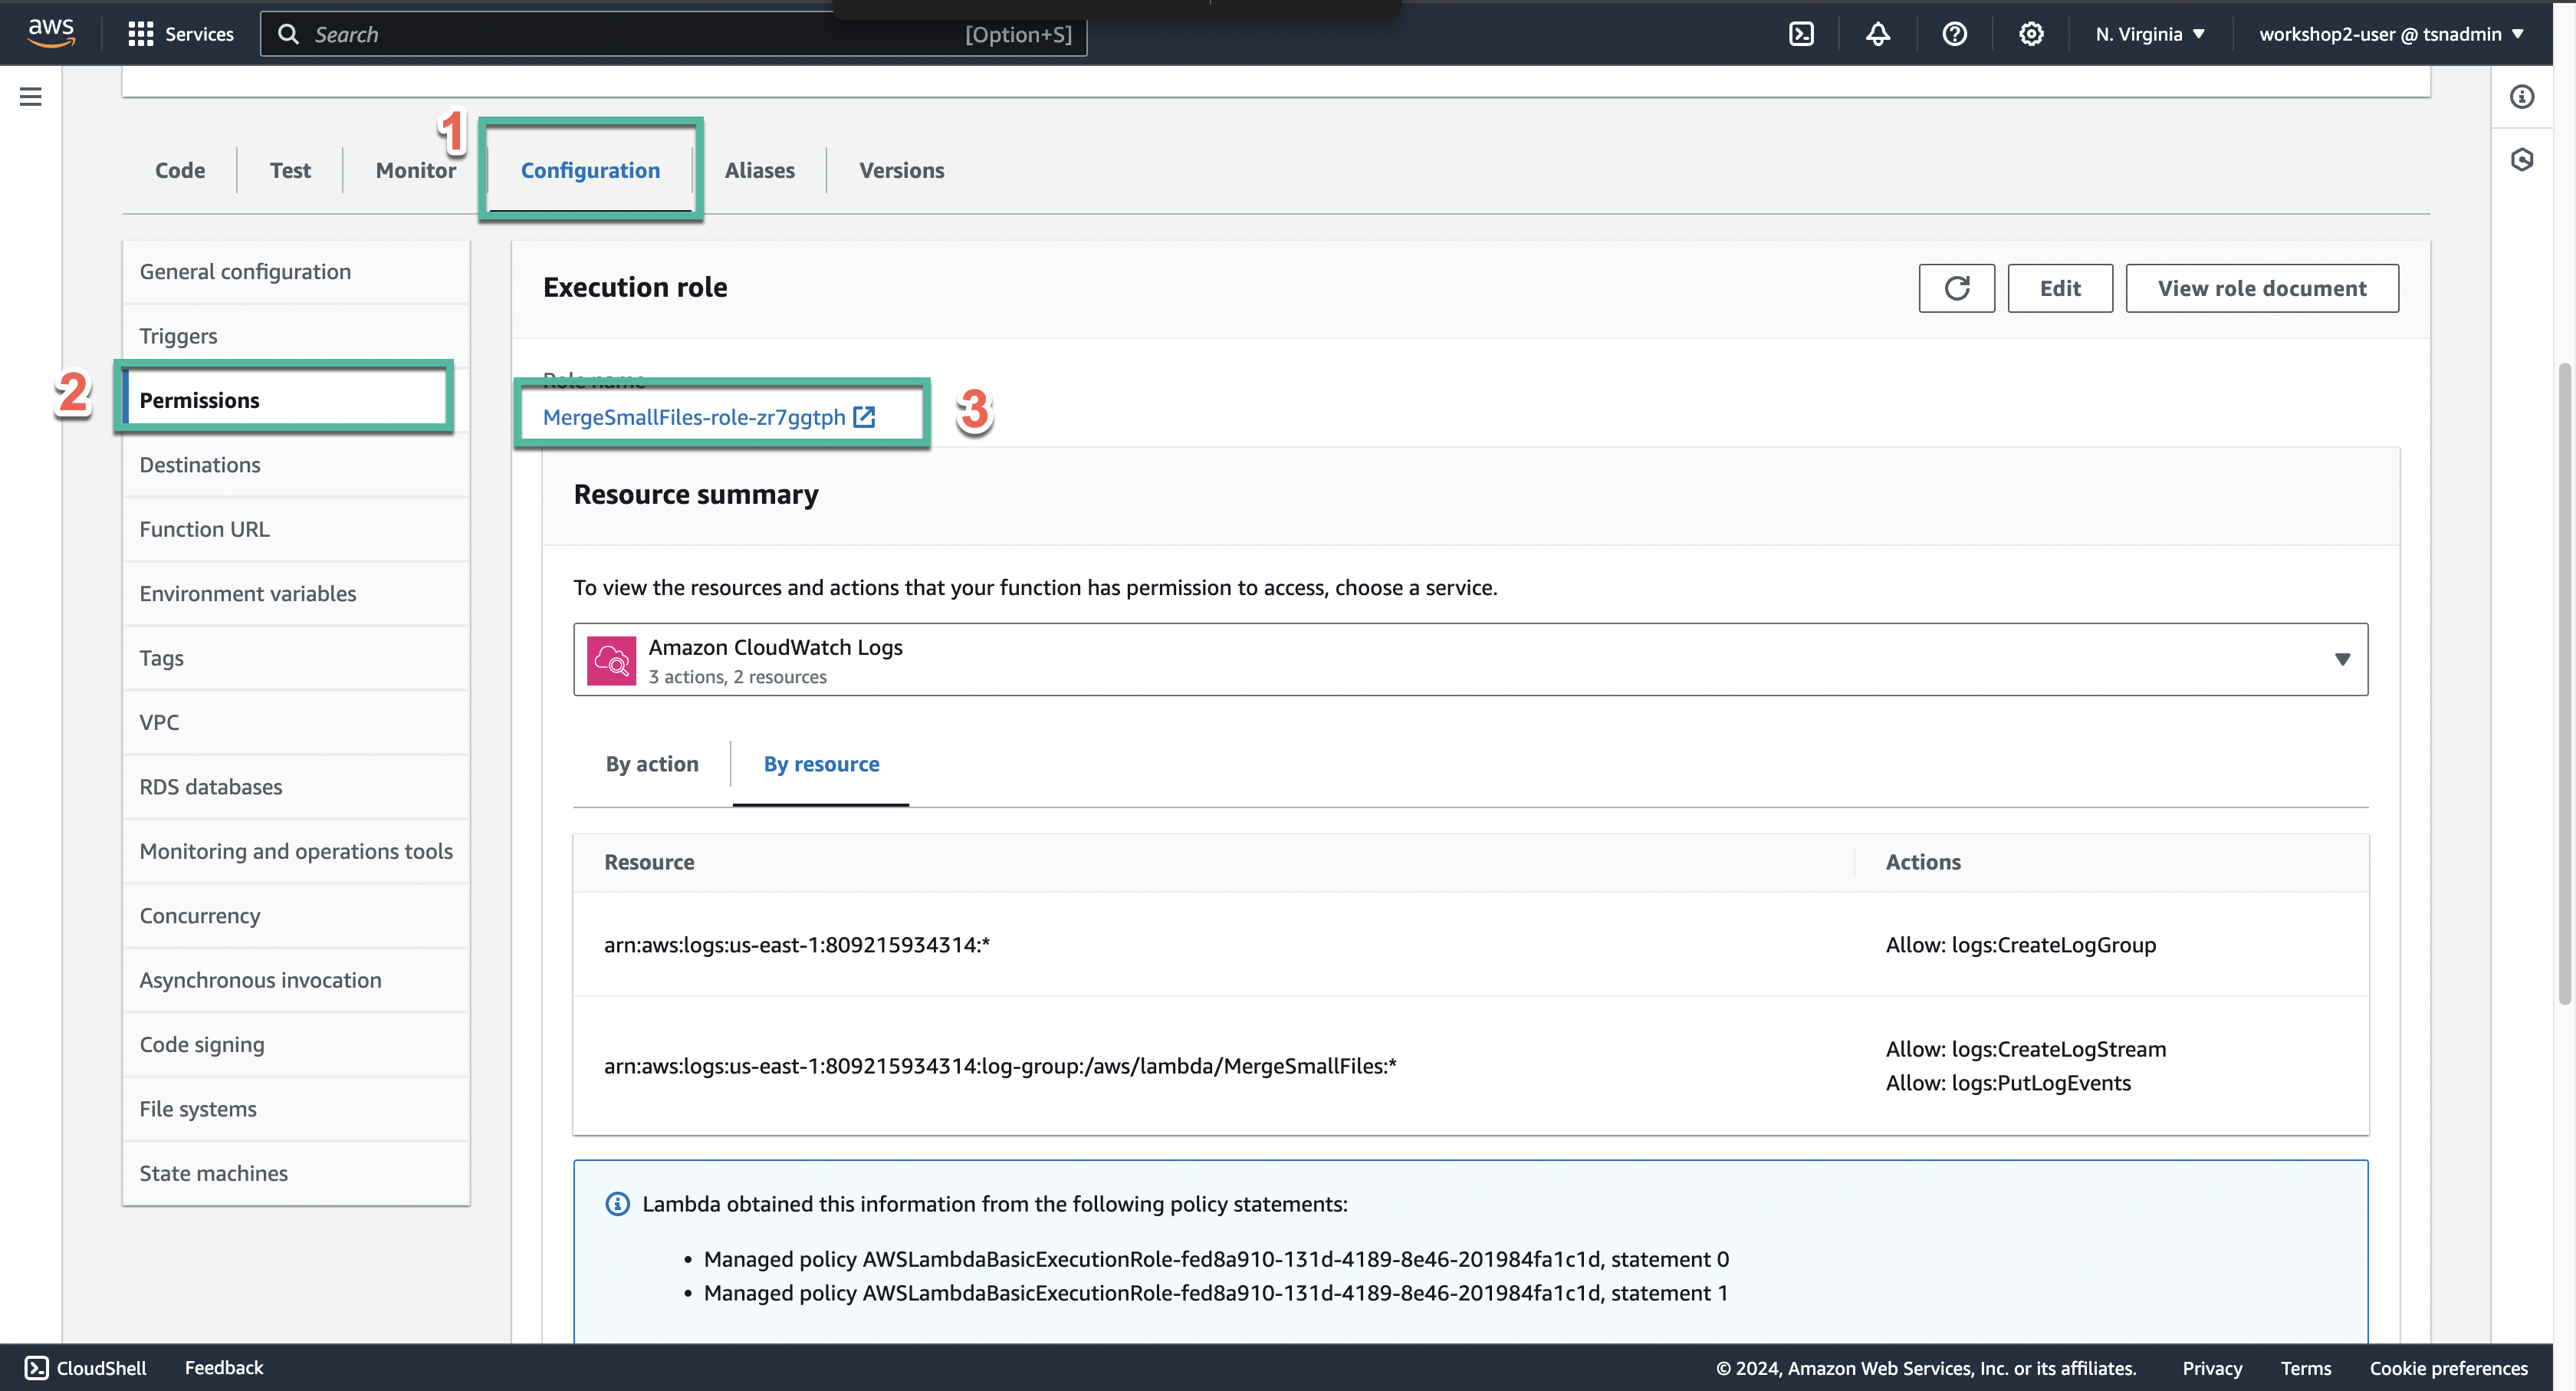 aws
Services
Search
[Option+S]
N. Virginia
workshop2-user @ tsnadmin
1
Code
Test
Monitor
Configuration
Aliases
Versions
General configuration
Triggers
2
Permissions
Destinations
Function URL
Environment variables
Tags
VPC
RDS databases
Monitoring and operations tools
Concurrency
Asynchronous invocation
Code signing
File systems
State machines
Execution role
Edit
View role document
Role name
MergeSmallFiles-role-zr7ggtph
3
Resource summary
To view the resources and actions that your function has permission to access, choose a service.
Amazon CloudWatch Logs
3 actions, 2 resources
By action
By resource
Resource
Actions
arn:aws:logs:us-east-1:809215934314:*
Allow: logs:CreateLogGroup
arn:aws:logs:us-east-1:809215934314:log-group:/aws/lambda/MergeSmallFiles:*
Allow: logs:CreateLogStream
Allow: logs:PutLogEvents
Lambda obtained this information from the following policy statements:
• Managed policy AWSLambdaBasicExecutionRole-fed8a910-131d-4189-8e46-201984fa1c1d, statement 0
• Managed policy AWSLambdaBasicExecutionRole-fed8a910-131d-4189-8e46-201984fa1c1d, statement 1
CloudShell
Feedback
© 2024, Amazon Web Services, Inc. or its affiliates.
Privacy
Terms
Cookie preferences